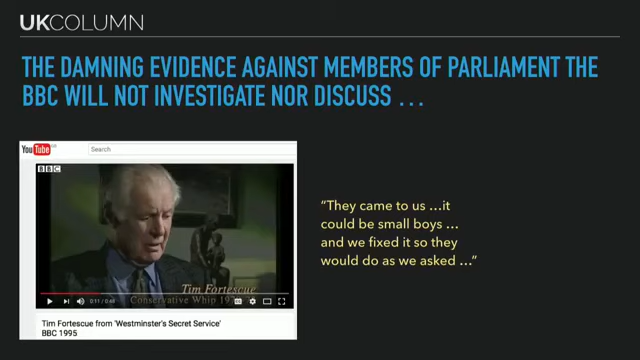 UKCOLUMN
THE DAMNING EVIDENCE AGAINST MEMBERS OF PARLIAMENT THE
BBC WILL NOT INVESTIGATE NOR DISCUSS …
YouTube
Search
BBC
Tim Fortescue
Conservative Whip
0:11 / 0:48
"They came to us …it
could be small boys …
and we fixed it so they
would do as we asked …"
Tim Fortescue from 'Westminster's Secret Service'
BBC 1995